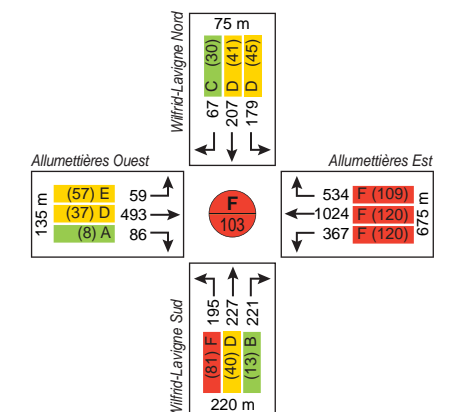 Wilfrid-Lavigne Nord
75 m
C (30)
D (41)
D (45)
67
207
179
Allumettières Ouest
135 m
(57) E 59
(37) D 493
(8) A 86
F
103
Allumettières Est
534 F (109)
1024 F (120)
367 F (120)
675 m
Wilfrid-Lavigne Sud
195
227
221
(81) F
(40) D
(13) B
220 m